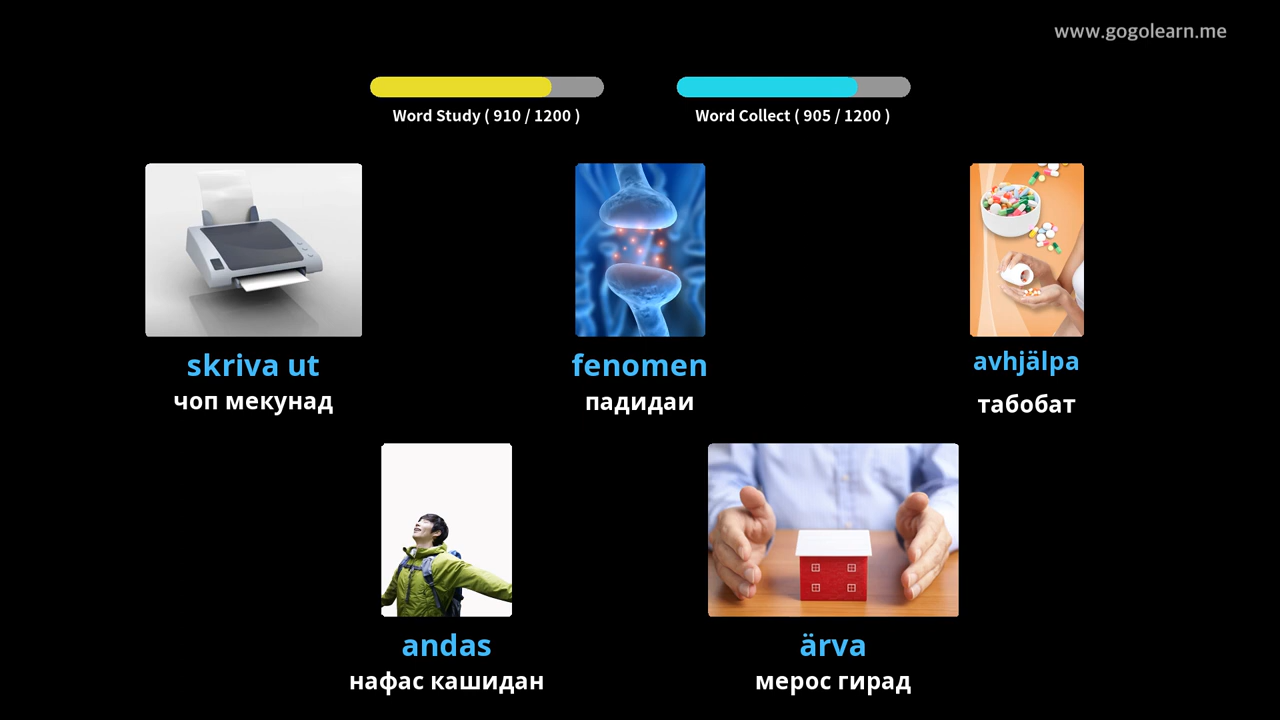 www.gogolearn.me
Word Study ( 910 / 1200 )
Word Collect ( 905 / 1200 )
skriva ut
чоп мекунад
fenomen
падидаи
avhjälpa
табобат
andas
нафас кашидан
ärva
мерос гирад